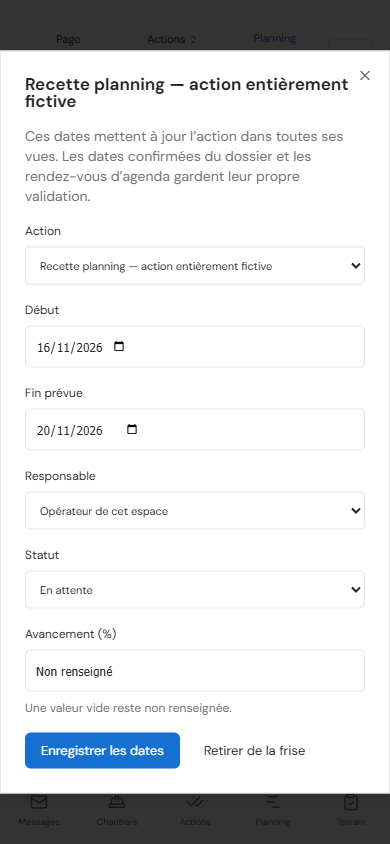 Page
Actions 2
Planning
Recette planning — action entièrement
fictive
Ces dates mettent à jour l’action dans toutes ses
vues. Les dates confirmées du dossier et les
rendez-vous d’agenda gardent leur propre
validation.
Action
Recette planning — action entièrement fictive
Début
16/11/2026
Fin prévue
20/11/2026
Responsable
Opérateur de cet espace
Statut
En attente
Avancement (%)
Non renseigné
Une valeur vide reste non renseignée.
Enregistrer les dates
Retirer de la frise
Messages
Chantiers
Actions
Planning
Terrain